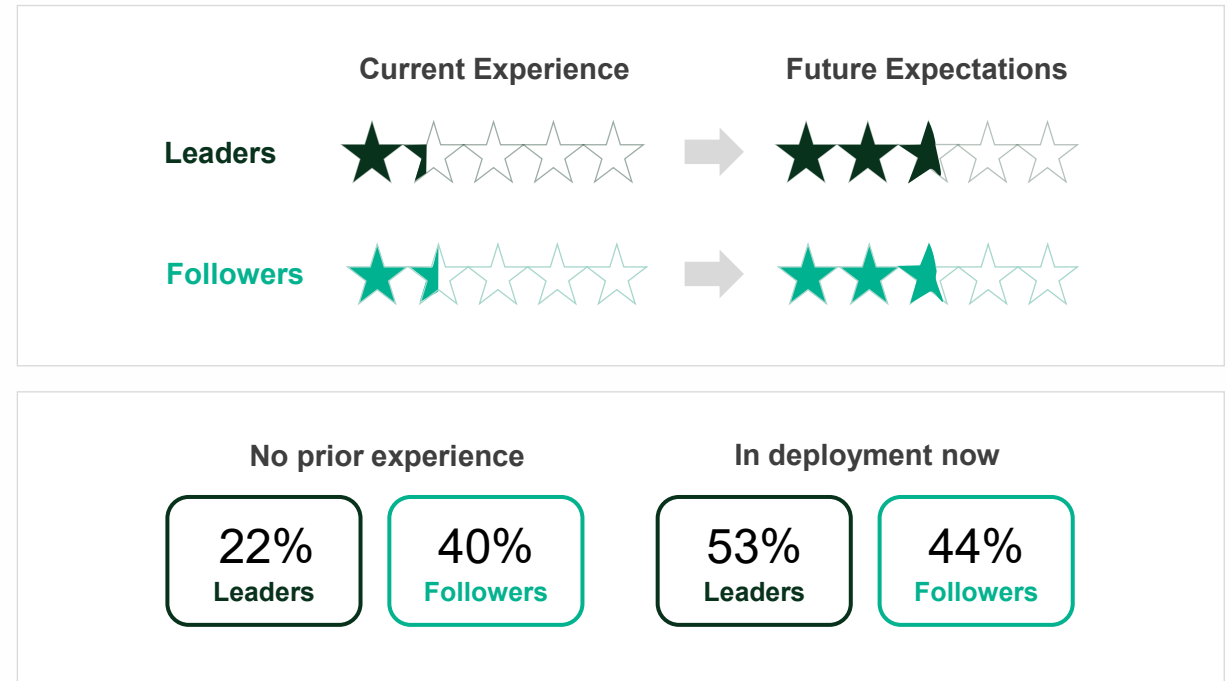 Current Experience
Future Expectations
Leaders
Followers
No prior experience
In deployment now
22%
Leaders
40%
Followers
53%
Leaders
44%
Followers